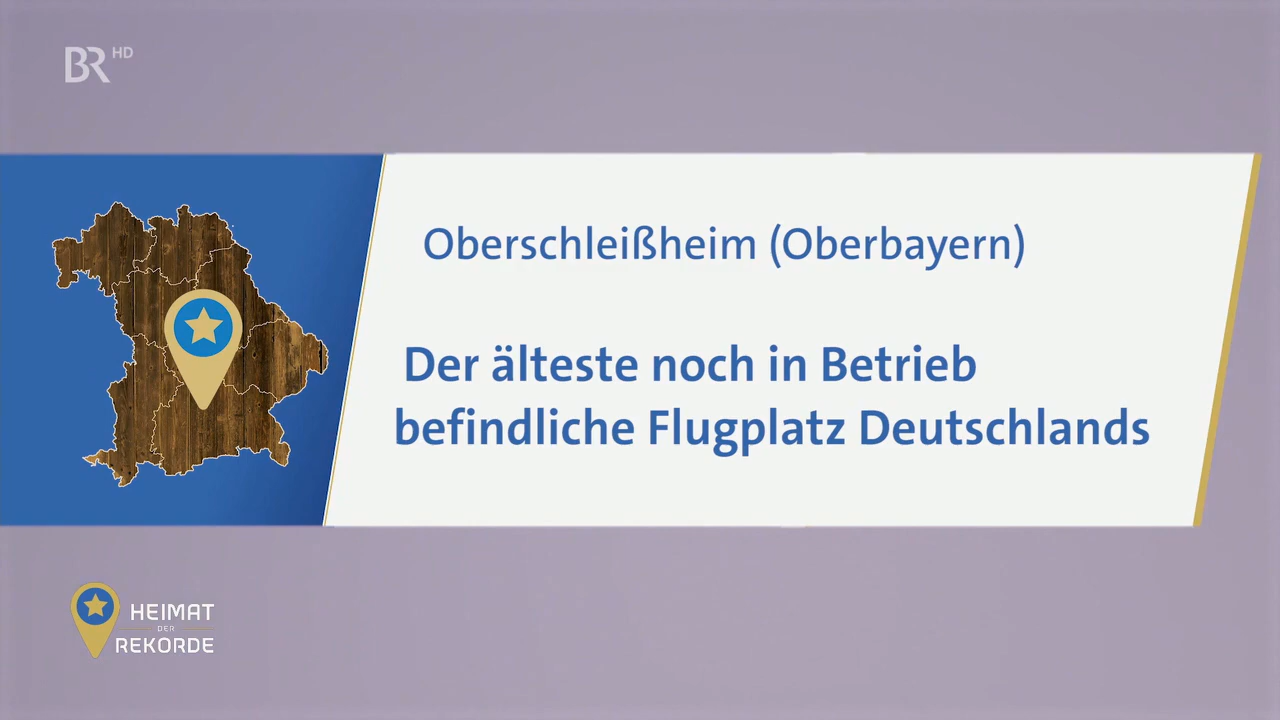 BR HD
Oberschleißheim (Oberbayern)
Der älteste noch in Betrieb
befindliche Flugplatz Deutschlands
HEIMAT
DER
REKORDE